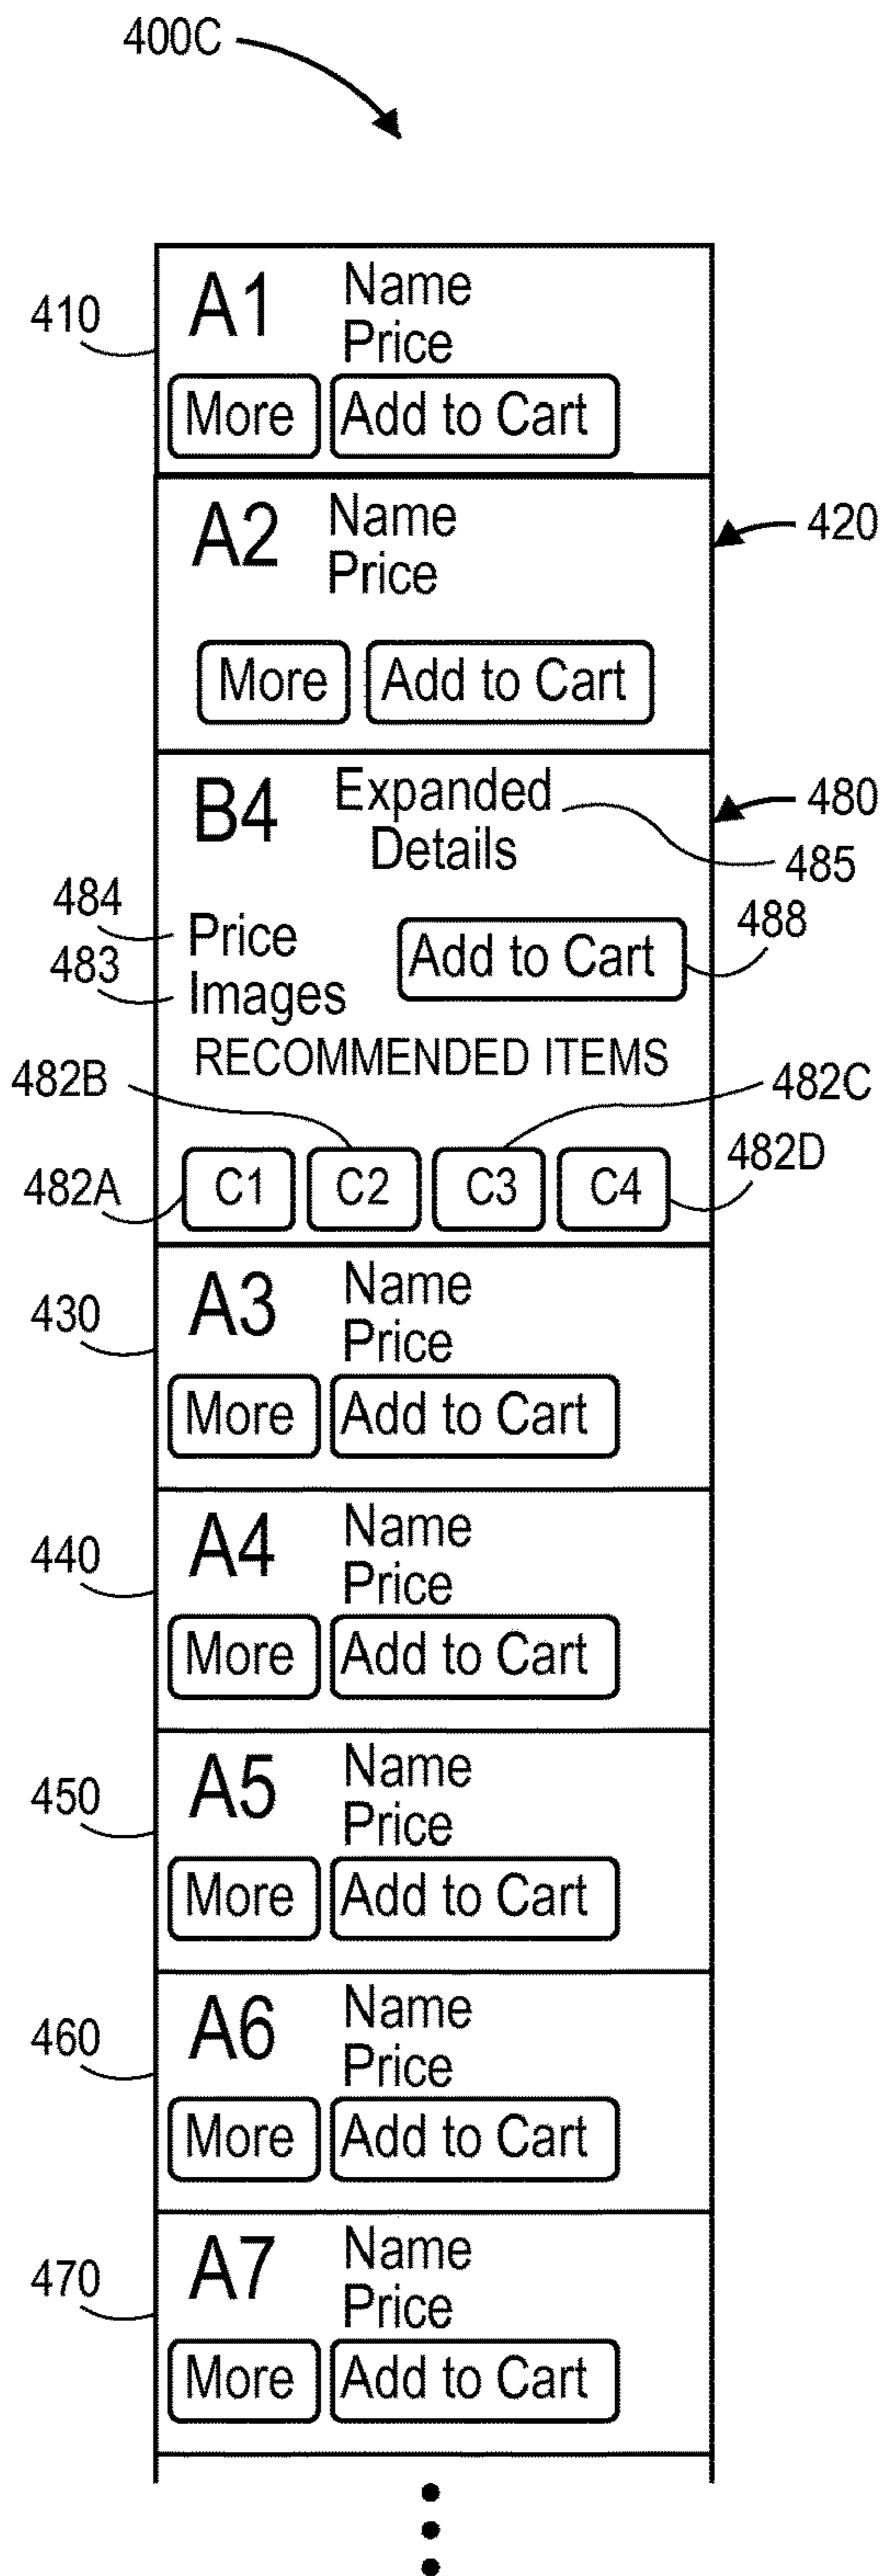 400C
410
A1 Name
Price
More Add to Cart
A2 Name
Price
420
More Add to Cart
B4 Expanded
Details
480
485
484 Price
483 Images
Add to Cart 488
RECOMMENDED ITEMS
482B 482C
482A C1 C2 C3 C4 482D
430 A3 Name
Price
More Add to Cart
440 A4 Name
Price
More Add to Cart
450 A5 Name
Price
More Add to Cart
460 A6 Name
Price
More Add to Cart
470 A7 Name
Price
More Add to Cart